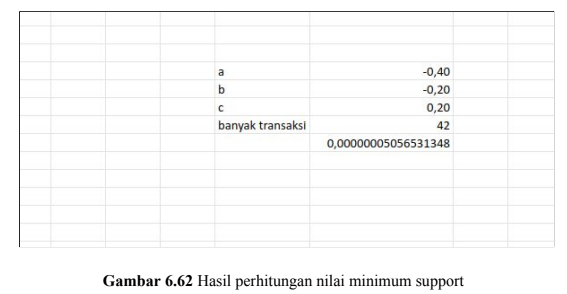 a -0,40
b -0,20
c 0,20
banyak transaksi 42
0,00000005056531348
Gambar 6.62 Hasil perhitungan nilai minimum support